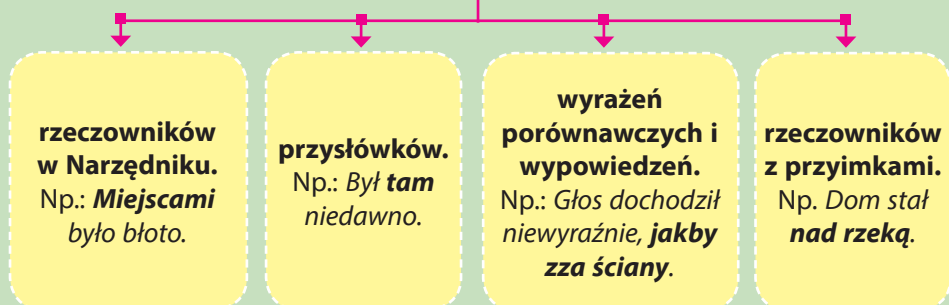 rzeczowników
w Narzędniku.
Np.: Miejscami
było błoto.
przysłówków.
Np.: Był tam
niedawno.
wyrażeń
porównawczych i
wypowiedzeń.
Np.: Głos dochodził
niewyraźnie, jakby
zza ściany.
rzeczowników
z przyimkami.
Np. Dom stał
nad rzeką.